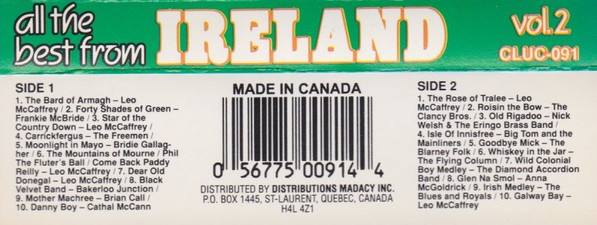 all the
best from IRELAND vol.2
CLUC-091
SIDE 1
1. The Bard of Armagh – Leo
McCaffrey / 2. Forty Shades of Green –
Frankie McBride / 3. Star of the
Country Down – Leo McCaffrey /
4. Carrickfergus – The Freemen /
5. Moonlight in Mayo – Bridie Gallag-
her / 6. The Mountains of Mourne / Phil
The Fluter's Ball / Come Back Paddy
Reilly – Leo McCaffrey / 7. Dear Old
Donegal – Leo McCaffrey / 8. Black
Velvet Band – Bakerloo Junction /
9. Mother Machree – Brian Call /
10. Danny Boy – Cathal McCann
MADE IN CANADA
0 56775 00914 4
DISTRIBUTED BY DISTRIBUTIONS MADACY INC.
P.O. BOX 1445, ST-LAURENT, QUEBEC, CANADA
H4L 4Z1
SIDE 2
1. The Rose of Tralee – Leo
McCaffrey / 2. Roisin the Bow – The
Clancy Bros. / 3. Old Rigadoo – Nick
Welsh & The Eringo Brass Band /
4. Isle Of Innisfree – Big Tom and the
Mainliners / 5. Goodbye Mick – The
Blarney Folk / 6. Whiskey in the Jar –
The Flying Column / 7. Wild Colonial
Boy Medley – The Diamond Accordion
Band / 8. Glen Na Smol – Anna
McGoldrick / 9. Irish Medley – The
Blues and Royals / 10. Galway Bay –
Leo McCaffrey